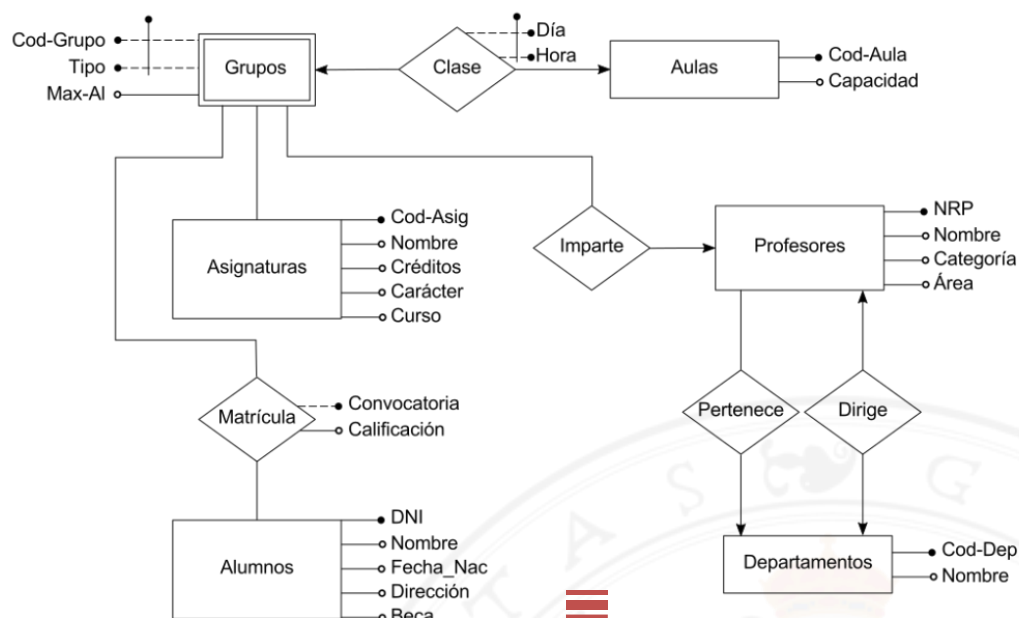 Cod-Grupo
Tipo
Max-Al
Grupos
Clase
Día
Hora
Aulas
Cod-Aula
Capacidad
Asignaturas
Cod-Asig
Nombre
Créditos
Carácter
Curso
Imparte
Profesores
NRP
Nombre
Categoría
Área
Matrícula
Convocatoria
Calificación
Pertenece
Dirige
Alumnos
DNI
Nombre
Fecha_Nac
Dirección
Beca
Departamentos
Cod-Dep
Nombre
T A S G